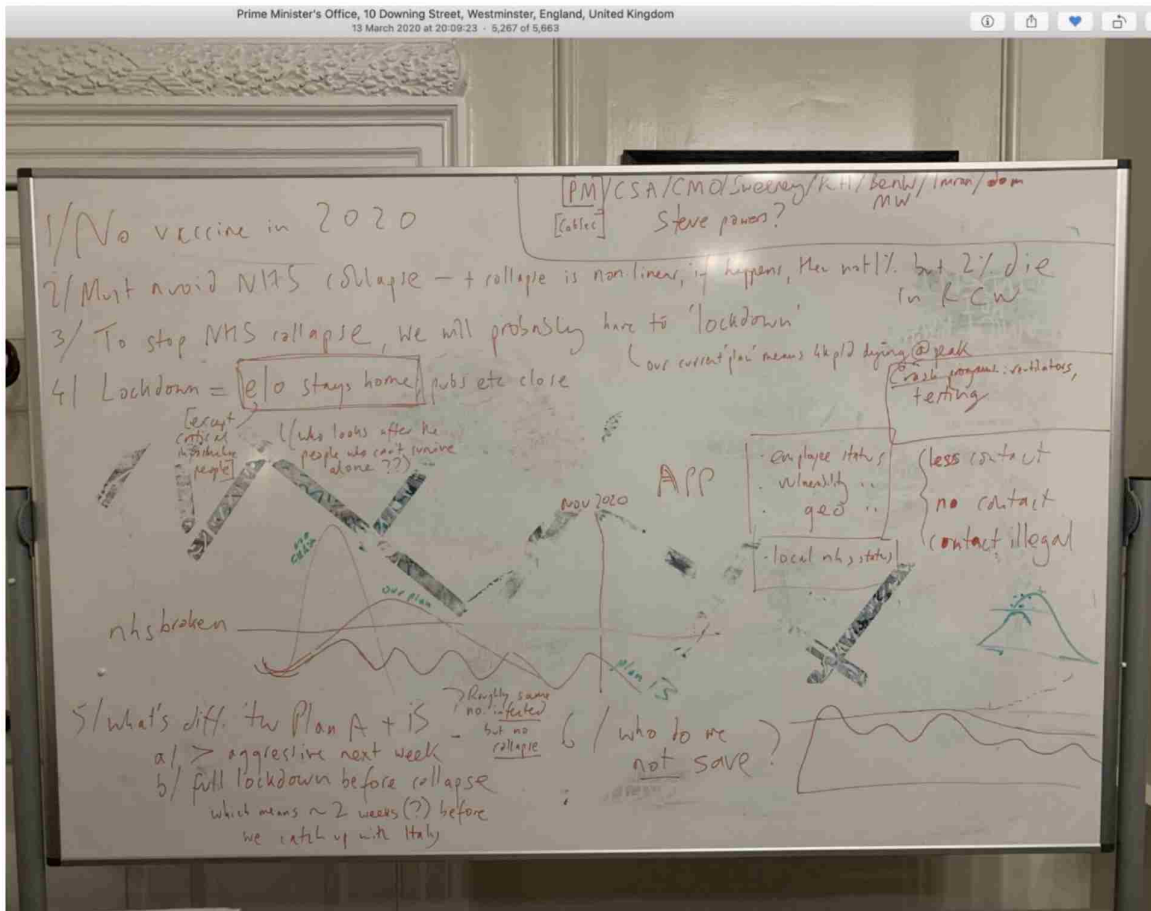 Prime Minister's Office, 10 Downing Street, Westminster, England, United Kingdom
13 March 2020 at 20:09:23 - 5,267 of 5,663
[PM]/CSA/CMO/Sweeney/KH/BenW/Imran/dom
MW
[Cabsec] Steve powers?
1/ No vaccine in 2020
2/ Must avoid NHS collapse – + collapse is non-linear, if happens, then not 1% but 2% die
in RCW
3/ To stop NHS collapse, we will probably have to 'lockdown'
our current 'plan' means 4k p/d dying @ peak
4/ Lockdown = e/o stays home, pubs etc close
Crash programs: ventilators,
testing
[except
critical
infrastructure
people]
(who looks after the
people who can't survive
alone??)
Nov 2020
APP
· employee status
· vulnerability "
· geo "
· local nhs status
less contact
no contact
contact illegal
no action
our plan
nhs broken
plan iS
5/ What's diff. tw Plan A + iS
Roughly same
no. infected
but no
collapse
a/ > aggressive next week
b/ full lockdown before collapse
which means ~ 2 weeks (?) before
we catch up with Italy
6/ who do we
not save?